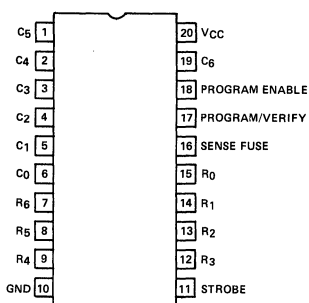 C5 1 20 VCC
C4 2 19 C6
C3 3 18 PROGRAM ENABLE
C2 4 17 PROGRAM/VERIFY
C1 5 16 SENSE FUSE
C0 6 15 R0
R6 7 14 R1
R5 8 13 R2
R4 9 12 R3
GND 10 11 STROBE